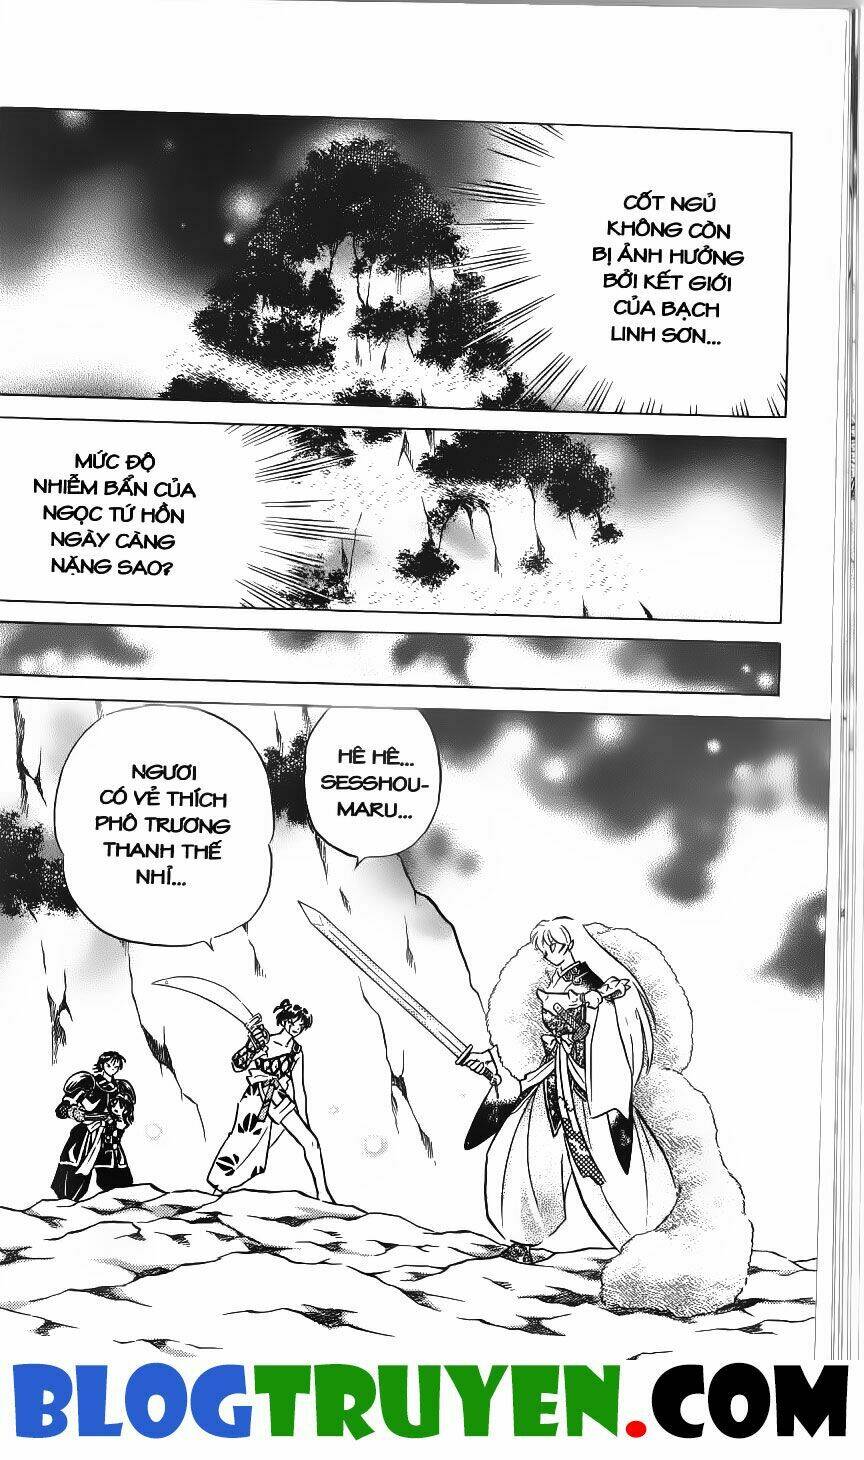 CỐT NGỦ
KHÔNG CÒN
BỊ ẢNH HƯỞNG
BỞI KẾT GIỚI
CỦA BẠCH
LINH SƠN...
MỨC ĐỘ
NHIỄM BẨN CỦA
NGỌC TỨ HỒN
NGÀY CÀNG
NẶNG SAO?
HÊ HÊ...
SESSHOU-
MARU...
NGƯƠI
CÓ VẺ THÍCH
PHÔ TRƯƠNG
THANH THẾ
NHỈ...
BLOGTRUYEN.COM